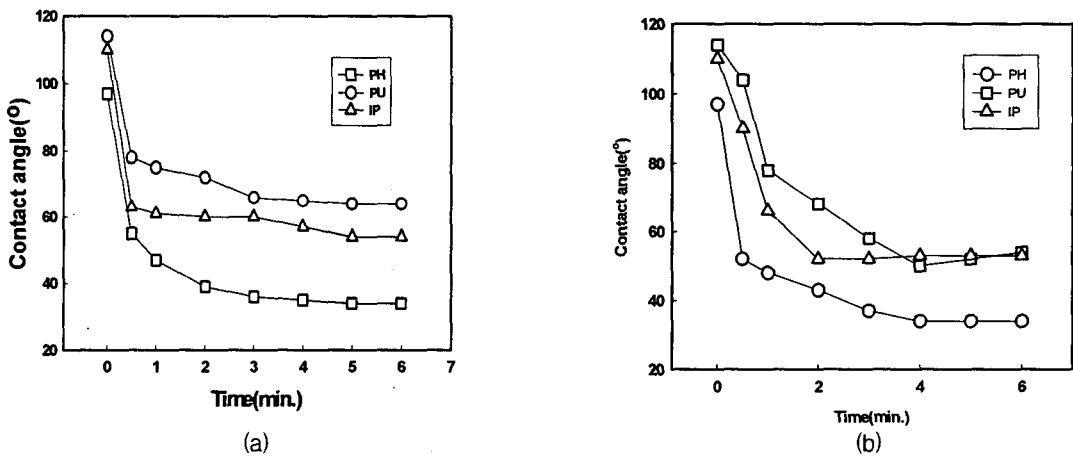 120
100
80
60
40
20
Contact angle(º)
PH
PU
IP
0 1 2 3 4 5 6 7
Time(min.)
(a)
120
100
80
60
40
20
Contact angle(°)
PH
PU
IP
0 2 4 6
Time(min.)
(b)